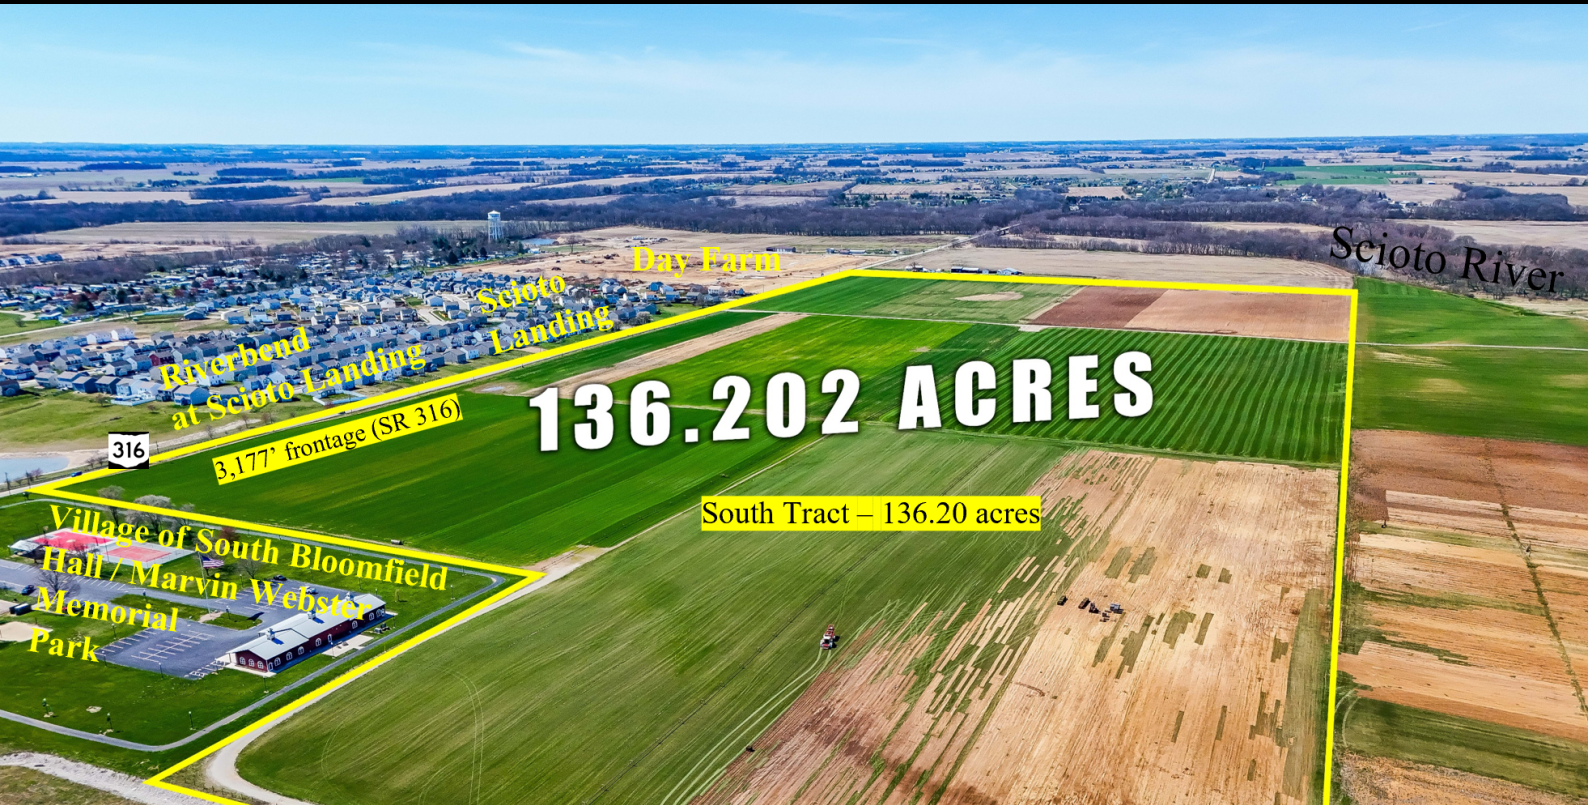 Day Farm
Scioto River
Scioto
Landing
Riverbend
at Scioto Landing
3,177’ frontage (SR 316)
316
136.202 ACRES
South Tract – 136.20 acres
Village of South Bloomfield
Hall / Marvin Webster
Memorial
Park